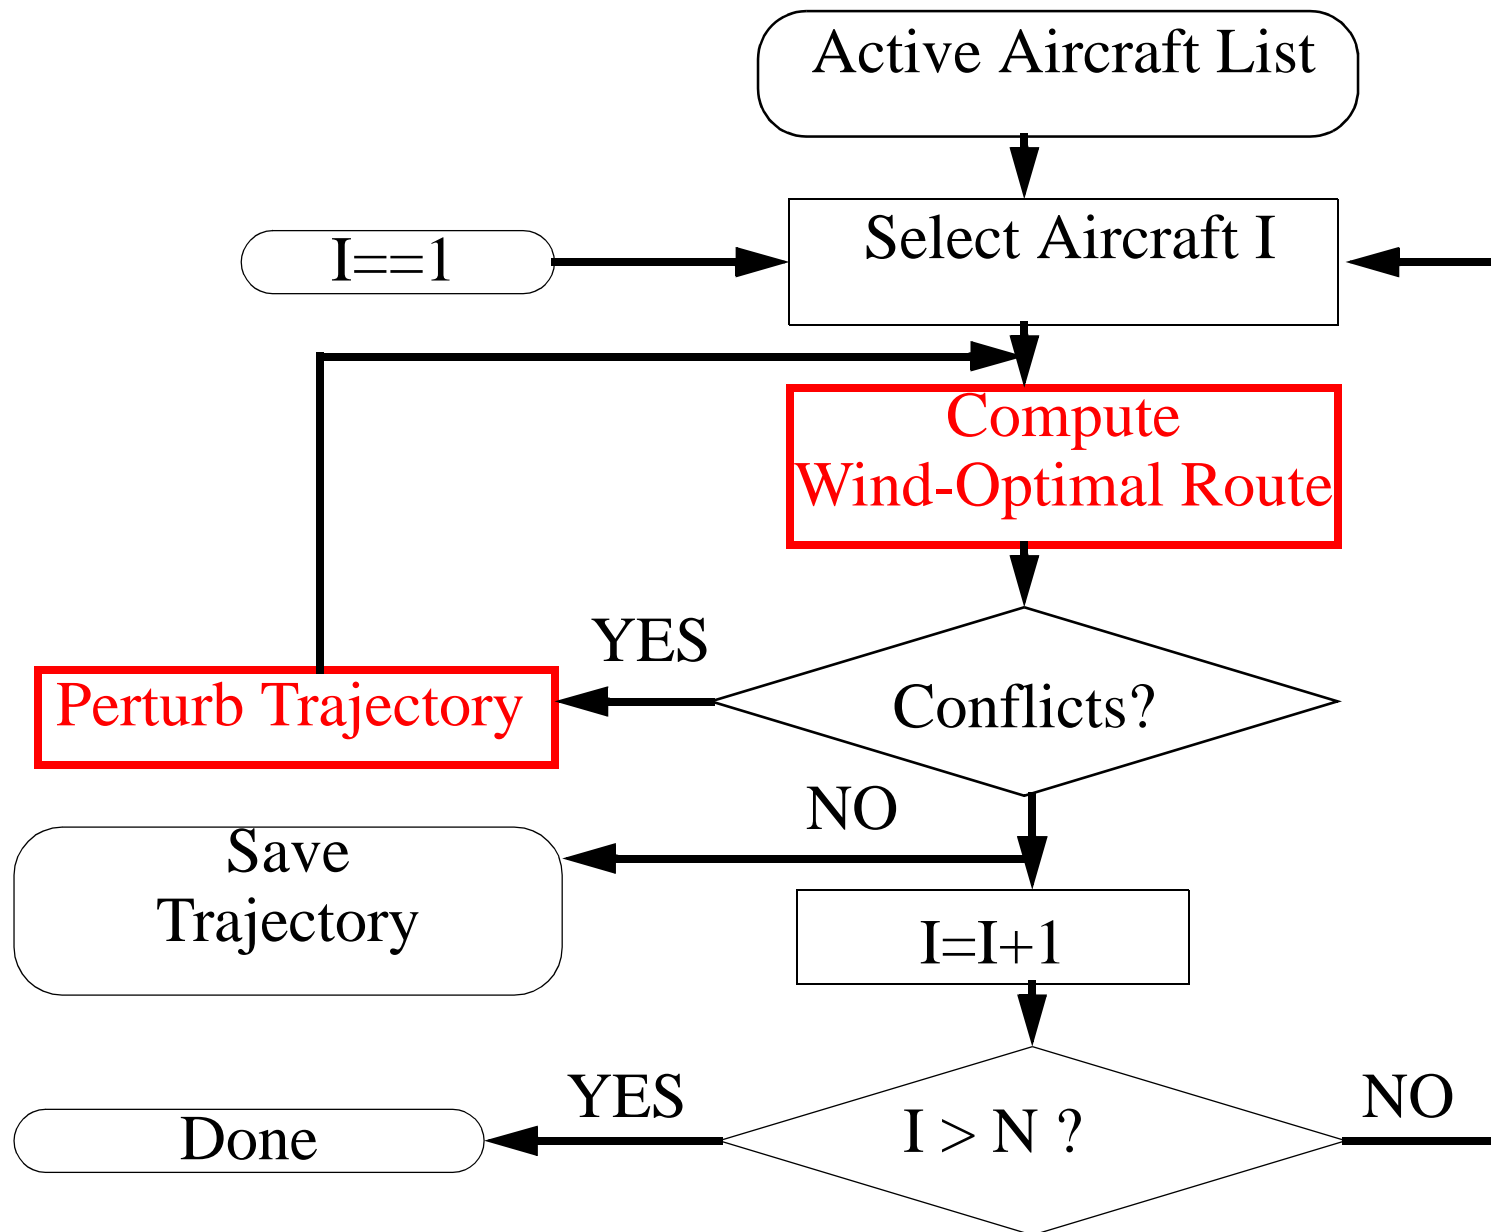 Active Aircraft List
I==1
Select Aircraft I
Compute
Wind-Optimal Route
YES
Conflicts?
Perturb Trajectory
NO
Save
Trajectory
I=I+1
YES
I > N ?
NO
Done